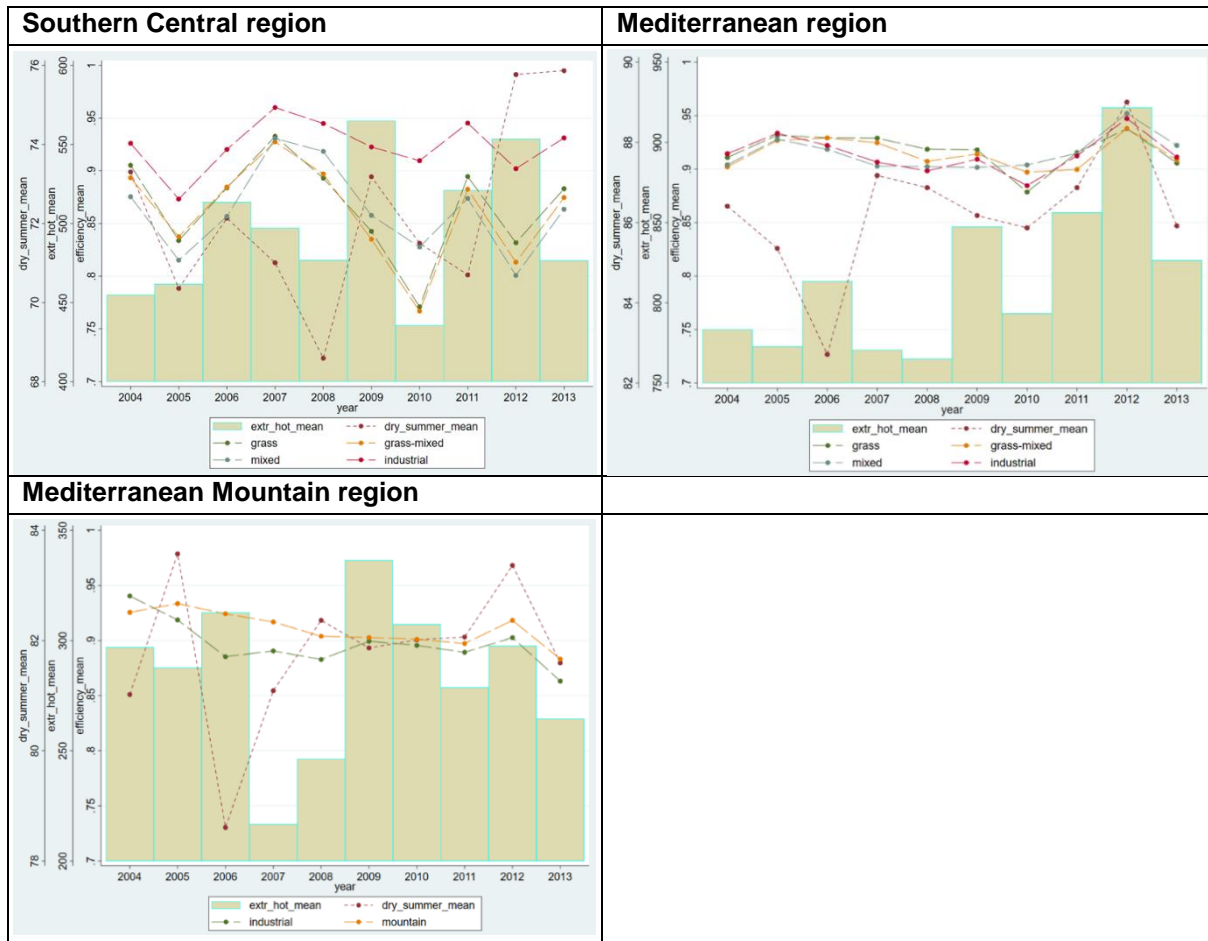 Southern Central region
Mediterranean region
dry_summer_mean
68 70 72 74 76
extr_hot_mean
400 450 500 550 600
efficiency_mean
.7 .75 .8 .85 .9 .95 1
2004 2005 2006 2007 2008 2009 2010 2011 2012 2013
year
extr_hot_mean dry_summer_mean
grass grass-mixed
mixed industrial
dry_summer_mean
82 84 86 88 90
extr_hot_mean
750 800 850 900 950
efficiency_mean
.7 .75 .8 .85 .9 .95 1
2004 2005 2006 2007 2008 2009 2010 2011 2012 2013
year
extr_hot_mean dry_summer_mean
grass grass-mixed
mixed industrial
Mediterranean Mountain region
dry_summer_mean
78 80 82 84
extr_hot_mean
200 250 300 350
efficiency_mean
.7 .75 .8 .85 .9 .95 1
2004 2005 2006 2007 2008 2009 2010 2011 2012 2013
year
extr_hot_mean dry_summer_mean
industrial mountain